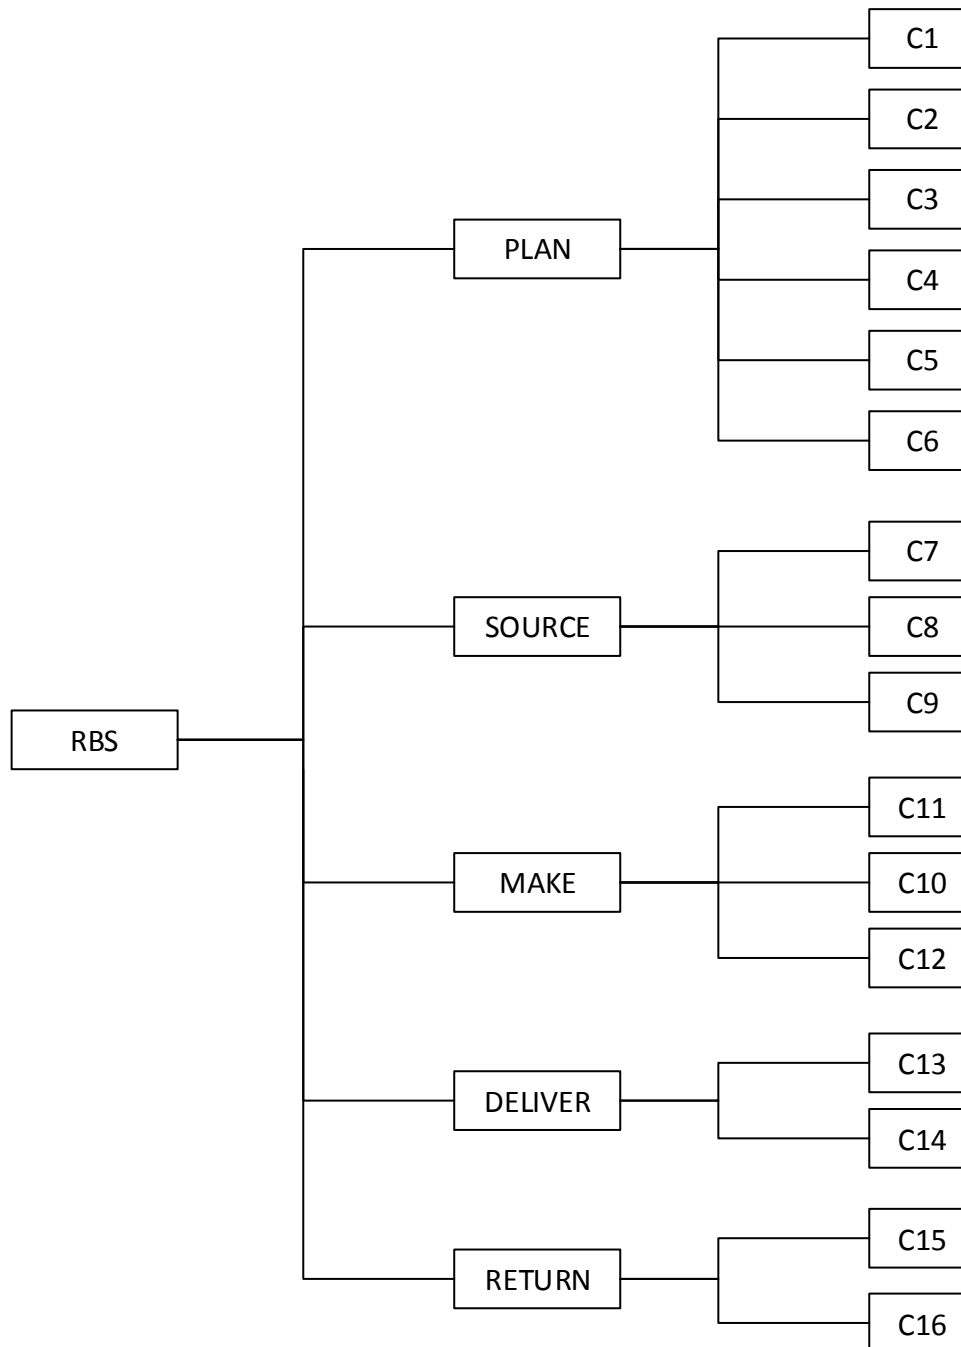 C1
C2
C3
PLAN
C4
C5
C6
C7
SOURCE
C8
C9
RBS
C11
MAKE
C10
C12
C13
DELIVER
C14
C15
RETURN
C16